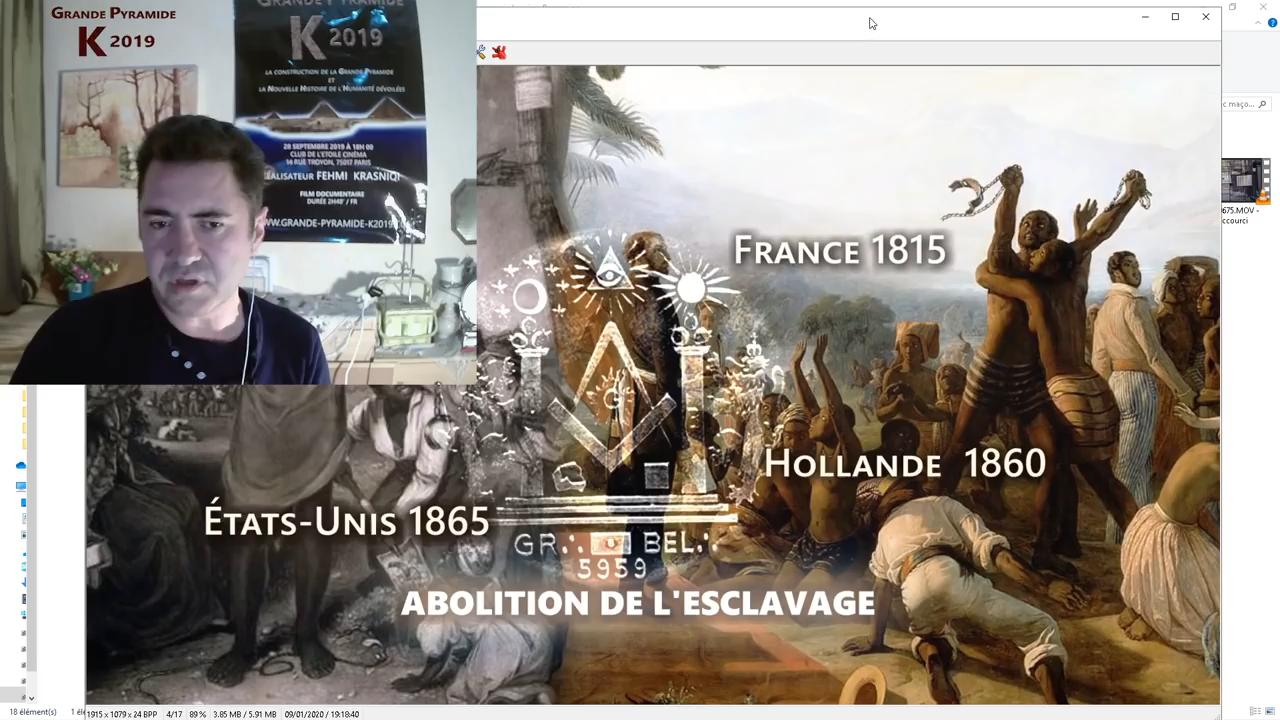 GRANDE PYRAMIDE
K 2019
GRANDE PYRAMIDE
K 2019
LA CONSTRUCTION DE LA GRANDE PYRAMIDE
ET
LA NOUVELLE HISTOIRE DE L'HUMANITÉ DÉVOILÉES
28 SEPTEMBRE 2019 À 18H 00
CLUB DE L'ETOILE CINÉMA
14 RUE TROYON, 75017 PARIS
RÉALISATEUR FEHMI KRASNIQI
FILM DOCUMENTAIRE
DURÉE 2H48' / FR
WWW.GRANDE-PYRAMIDE-K2019
c maço...
675.MOV -
ccourci
FRANCE 1815
HOLLANDE 1860
ÉTATS-UNIS 1865
G
GR∴ BEL∴
5959
ABOLITION DE L'ESCLAVAGE
18 élément(s) 1 élé
1915 x 1079 x 24 BPP 4/17 89 % 3.85 MB / 5.91 MB 09/01/2020 / 19:18:40